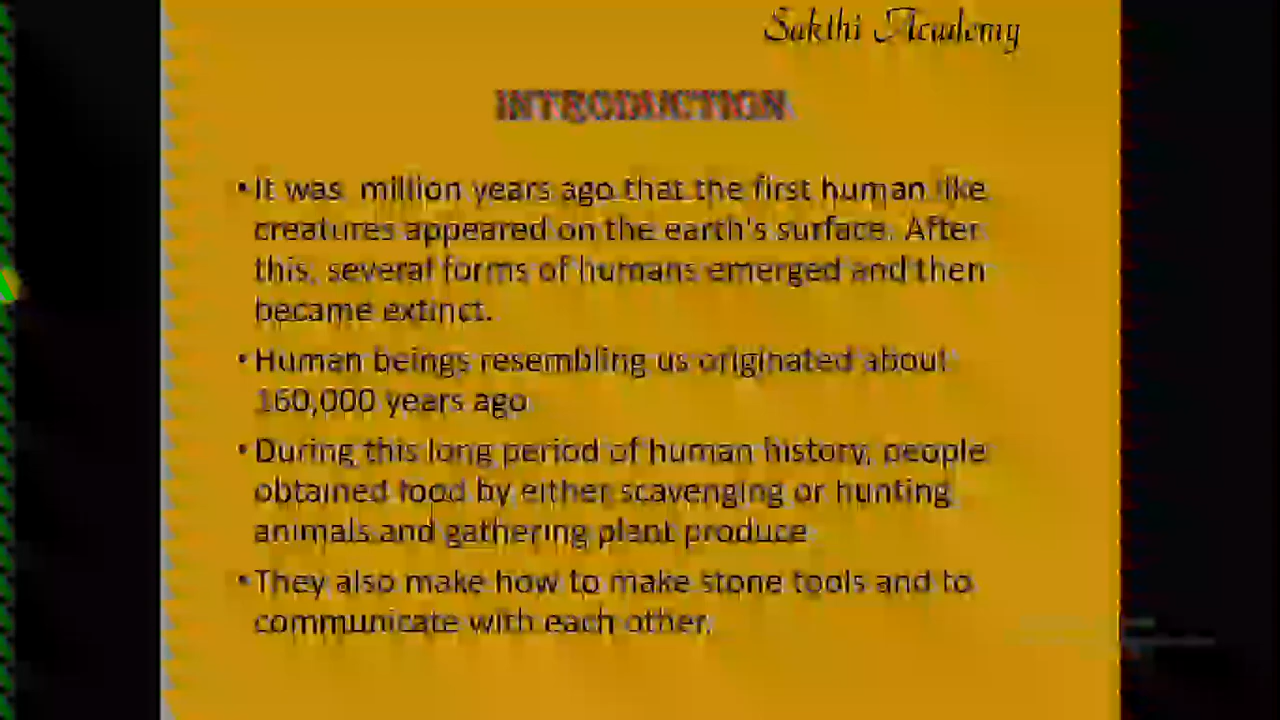 Sakthi Academy
INTRODUCTION
•It was million years ago that the first human like
creatures appeared on the earth's surface. After
this, several forms of humans emerged and then
became extinct.
•Human beings resembling us originated about
160,000 years ago
•During this long period of human history, people
obtained food by either scavenging or hunting
animals and gathering plant produce
•They also make how to make stone tools and to
communicate with each other.